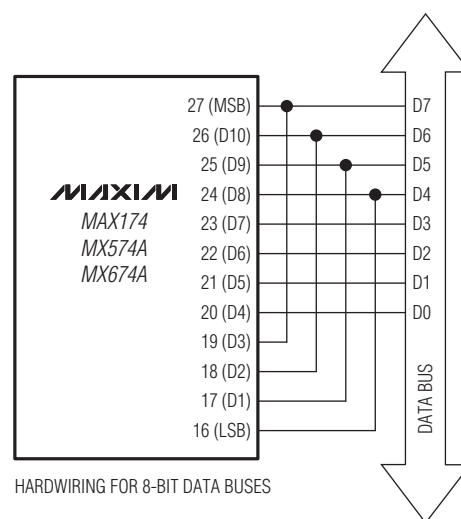 27 (MSB) D7
26 (D10) D6
25 (D9) D5
MAXIM 24 (D8) D4
MAX174 23 (D7) D3
MX574A 22 (D6) D2
MX674A 21 (D5) D1
20 (D4) D0
19 (D3)
18 (D2)
17 (D1)
16 (LSB)
DATA BUS
HARDWIRING FOR 8-BIT DATA BUSES